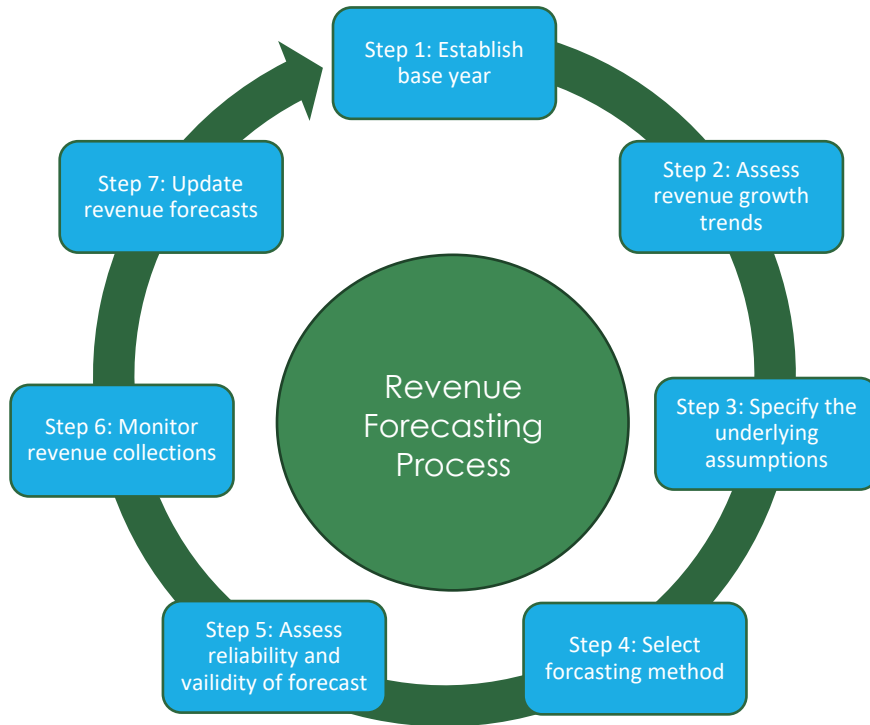 Step 1: Establish
base year
Step 2: Assess
revenue growth
trends
Step 3: Specify the
underlying
assumptions
Step 4: Select
forcasting method
Step 5: Assess
reliability and
vailidity of forecast
Step 6: Monitor
revenue collections
Step 7: Update
revenue forecasts
Revenue
Forecasting
Process